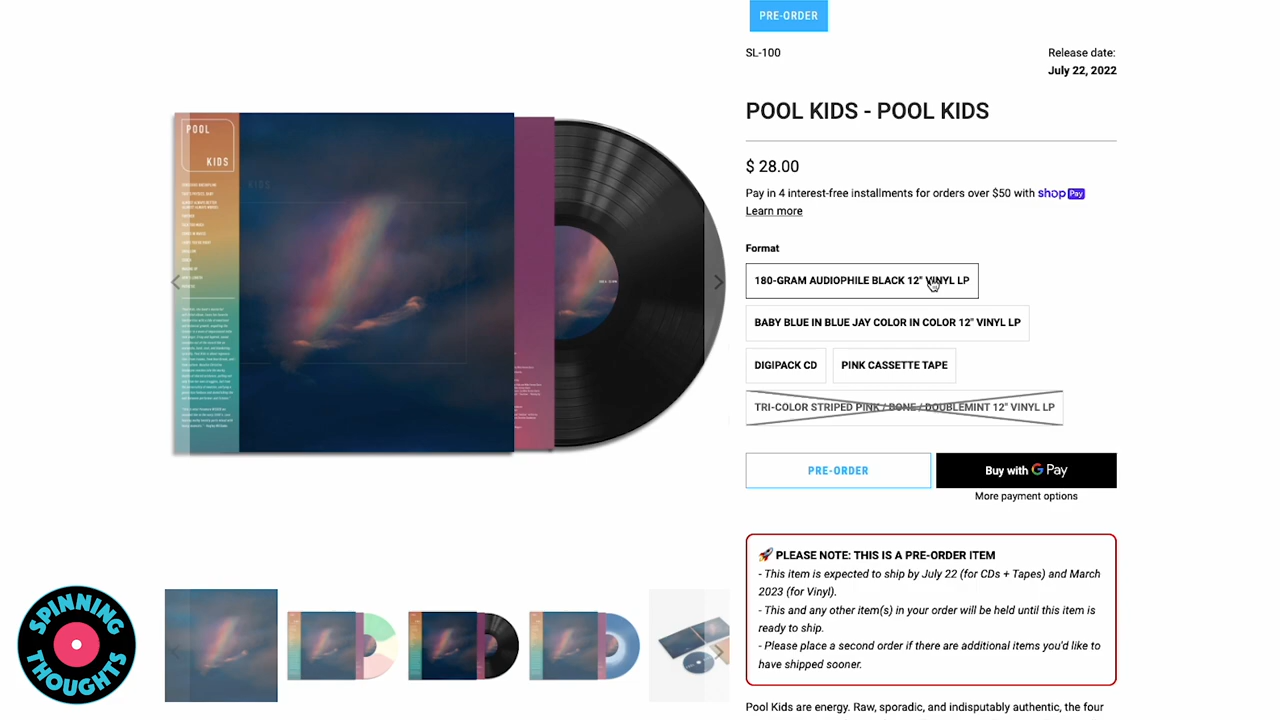 PRE-ORDER
SL-100
Release date:
July 22, 2022
POOL KIDS - POOL KIDS
$ 28.00
Pay in 4 interest-free installments for orders over $50 with shop Pay
Learn more
Format
180-GRAM AUDIOPHILE BLACK 12" VINYL LP
BABY BLUE IN BLUE JAY COLOR IN COLOR 12" VINYL LP
DIGIPACK CD
PINK CASSETTE TAPE
TRI-COLOR STRIPED PINK / BONE / DOUBLEMINT 12" VINYL LP
PRE-ORDER
Buy with G Pay
More payment options
🚀 PLEASE NOTE: THIS IS A PRE-ORDER ITEM
- This item is expected to ship by July 22 (for CDs + Tapes) and March
2023 (for Vinyl).
- This and any other item(s) in your order will be held until this item is
ready to ship.
- Please place a second order if there are additional items you'd like to
have shipped sooner.
Pool Kids are energy. Raw, sporadic, and indisputably authentic, the four
POOL
KIDS
KIDS
SPINNING
THOUGHTS